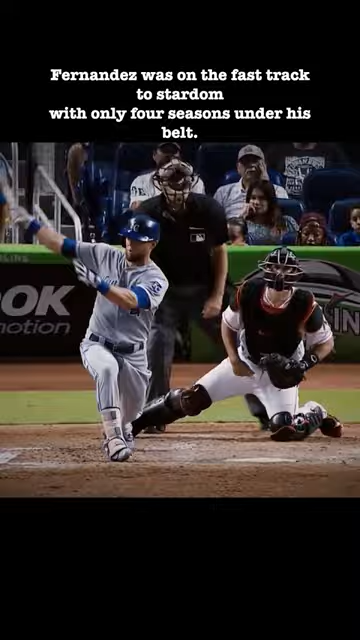 Fernandez was on the fast track
to stardom
with only four seasons under his
belt.
OK
motion